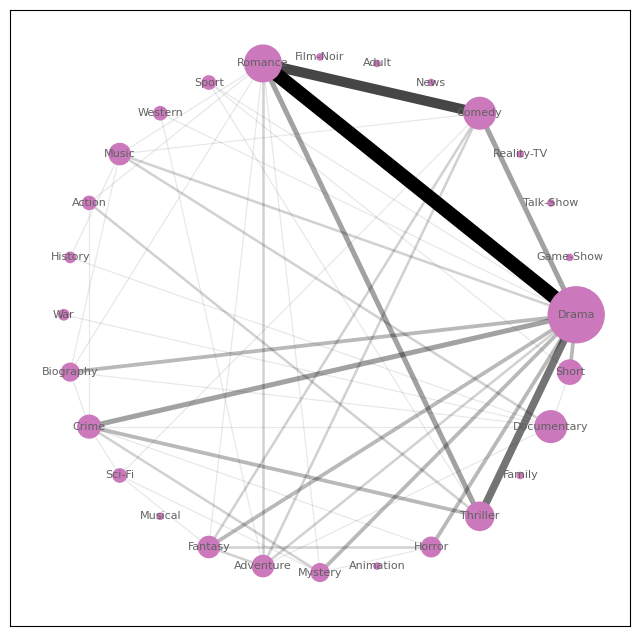 Film-Noir
Romance
Adult
Sport
News
Western
Comedy
Music
Reality-TV
Action
Talk-Show
History
Game-Show
War
Drama
Biography
Short
Crime
Documentary
Sci-Fi
Family
Musical
Thriller
Fantasy
Horror
Adventure
Animation
Mystery